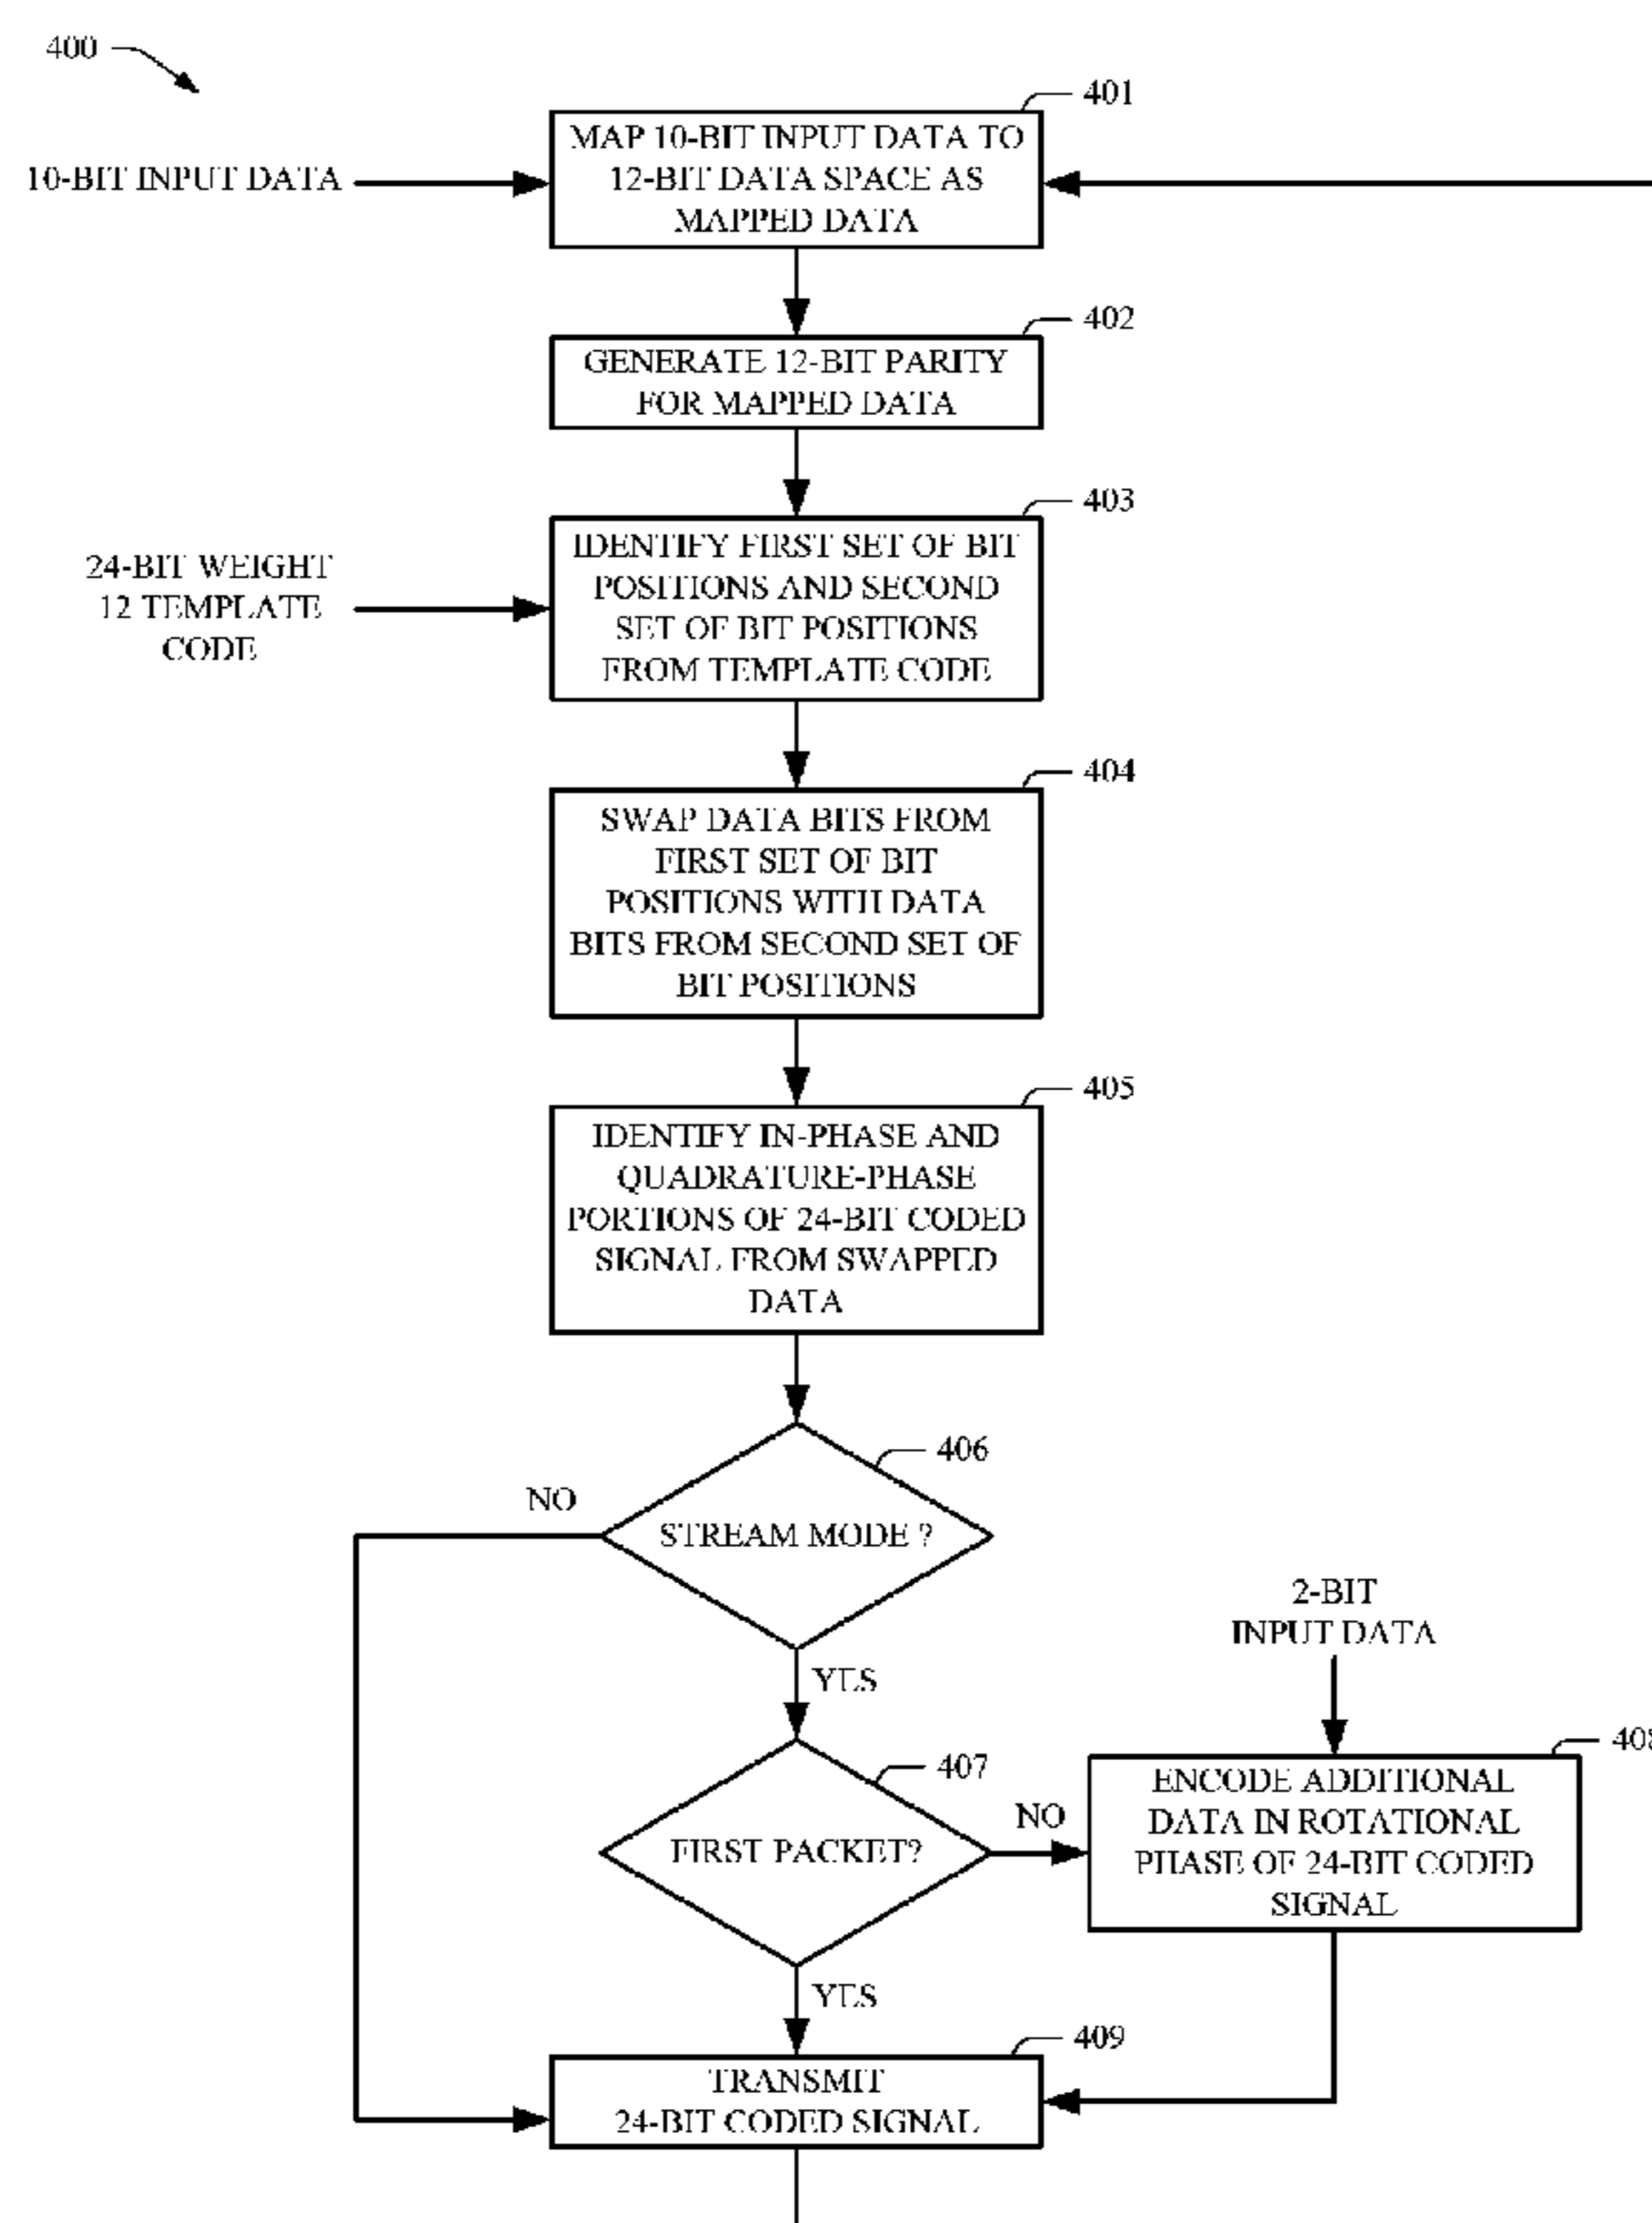 400
401
MAP 10-BIT INPUT DATA TO
12-BIT DATA SPACE AS
MAPPED DATA
10-BIT INPUT DATA
402
GENERATE 12-BIT PARITY
FOR MAPPED DATA
403
IDENTIFY FIRST SET OF BIT
POSITIONS AND SECOND
SET OF BIT POSITIONS
FROM TEMPLATE CODE
24-BIT WEIGHT
12 TEMPLATE
CODE
404
SWAP DATA BITS FROM
FIRST SET OF BIT
POSITIONS WITH DATA
BITS FROM SECOND SET OF
BIT POSITIONS
405
IDENTIFY IN-PHASE AND
QUADRATURE-PHASE
PORTIONS OF 24-BIT CODED
SIGNAL FROM SWAPPED
DATA
406
NO
STREAM MODE ?
YES
2-BIT
INPUT DATA
407
FIRST PACKET?
NO
408
ENCODE ADDITIONAL
DATA IN ROTATIONAL
PHASE OF 24-BIT CODED
SIGNAL
YES
409
TRANSMIT
24-BIT CODED SIGNAL